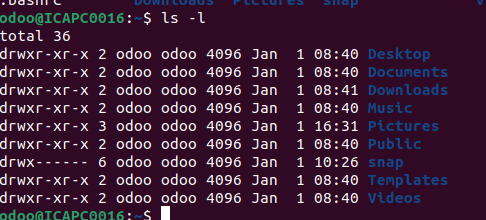 .bashrc Downloads Pictures snap
odoo@ICAPC0016:~$ ls -l
total 36
drwxr-xr-x 2 odoo odoo 4096 Jan  1 08:40 Desktop
drwxr-xr-x 2 odoo odoo 4096 Jan  1 08:40 Documents
drwxr-xr-x 2 odoo odoo 4096 Jan  1 08:41 Downloads
drwxr-xr-x 2 odoo odoo 4096 Jan  1 08:40 Music
drwxr-xr-x 3 odoo odoo 4096 Jan  1 16:31 Pictures
drwxr-xr-x 2 odoo odoo 4096 Jan  1 08:40 Public
drwx------ 6 odoo odoo 4096 Jan  1 10:26 snap
drwxr-xr-x 2 odoo odoo 4096 Jan  1 08:40 Templates
drwxr-xr-x 2 odoo odoo 4096 Jan  1 08:40 Videos
odoo@ICAPC0016:~$